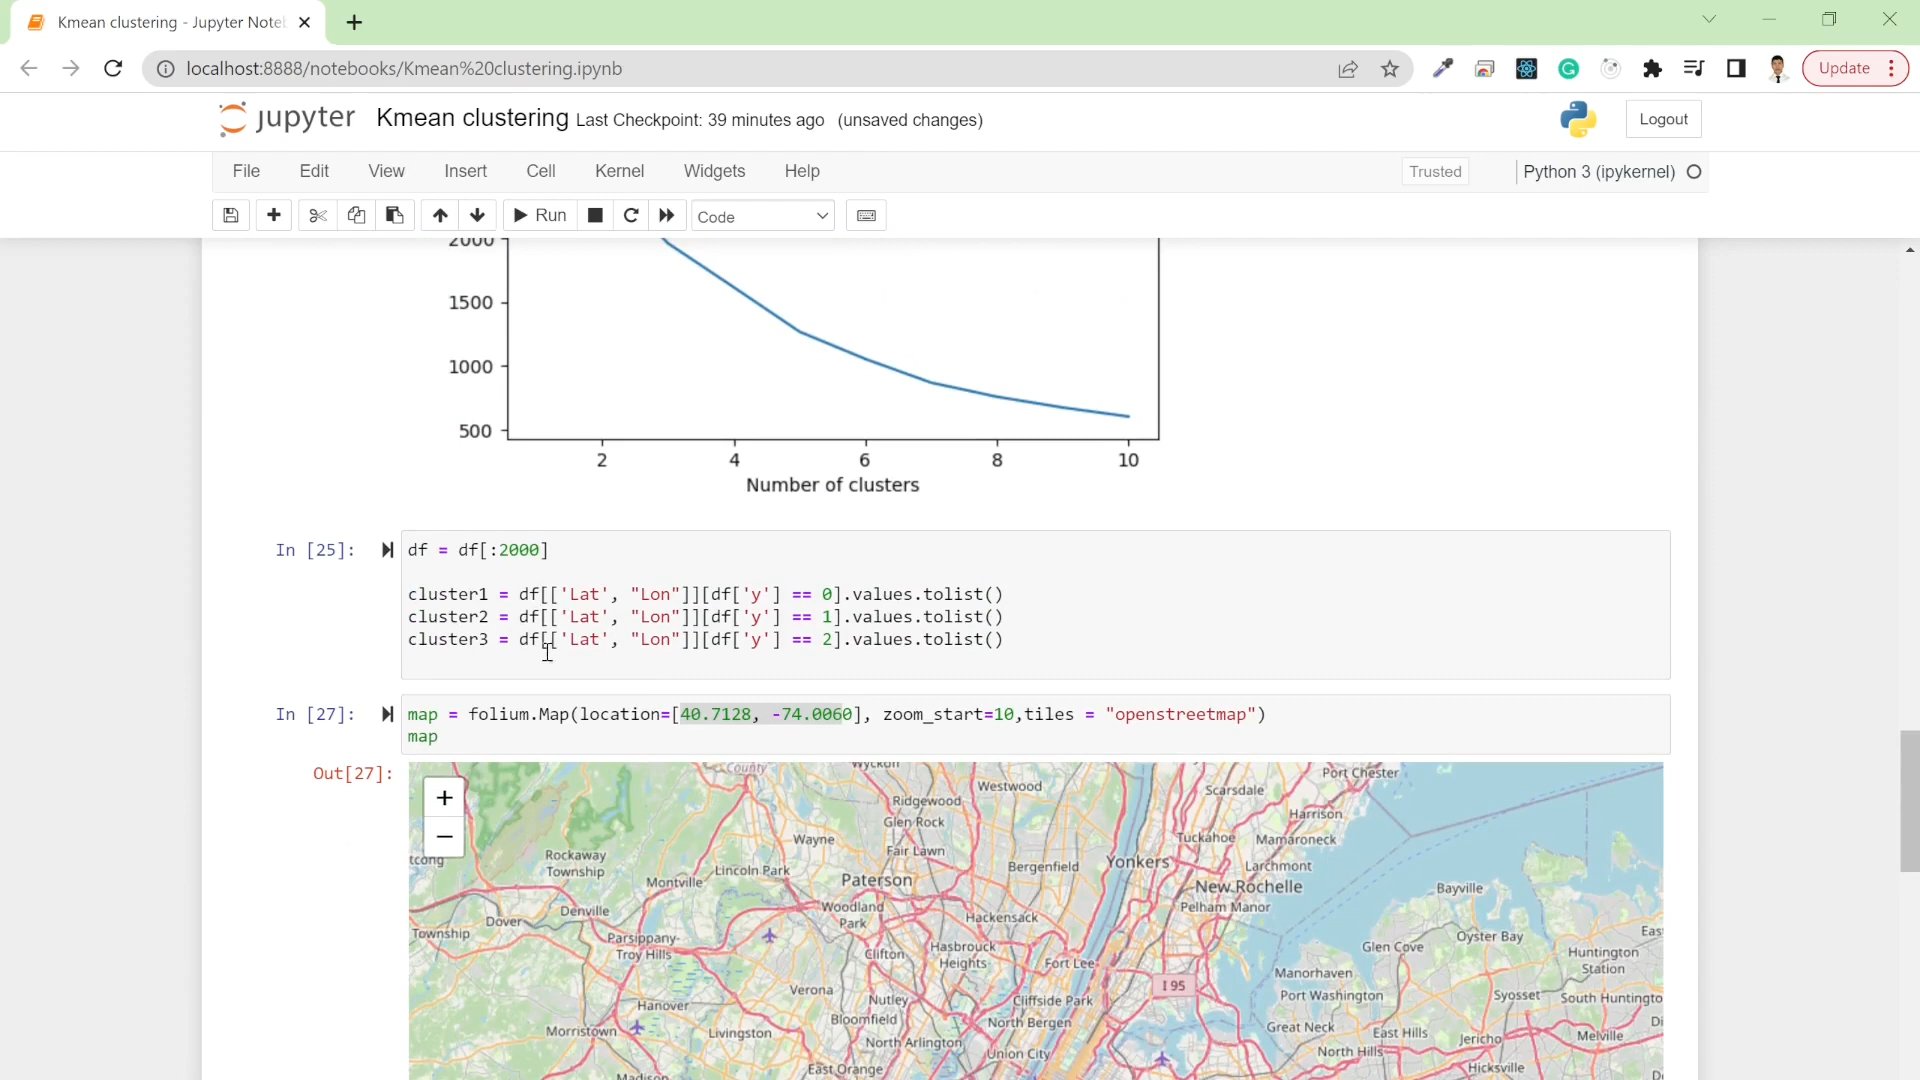 Kmean clustering - Jupyter Note
localhost:8888/notebooks/Kmean%20clustering.ipynb
Update
jupyter Kmean clustering Last Checkpoint: 39 minutes ago (unsaved changes)
Logout
File Edit View Insert Cell Kernel Widgets Help
Trusted Python 3 (ipykernel)
Run Code
2000
1500
1000
500
2 4 6 8 10
Number of clusters
In [25]:
df = df[:2000]
cluster1 = df[['Lat', "Lon"]][df['y'] == 0].values.tolist()
cluster2 = df[['Lat', "Lon"]][df['y'] == 1].values.tolist()
cluster3 = df[['Lat', "Lon"]][df['y'] == 2].values.tolist()
In [27]:
map = folium.Map(location=[40.7128, -74.0060], zoom_start=10,tiles = "openstreetmap")
map
Out[27]:
+
−
County
Wyckoff
Port Chester
Westwood
Scarsdale
Ridgewood
Harrison
Glen Rock
Tuckahoe
Mamaroneck
Wayne
Fair Lawn
tcong
Rockaway
Township
Bergenfield
Yonkers
Larchmont
Lincoln Park
Montville
Paterson
New Rochelle
Bayville
Pelham Manor
Woodland
Park
Denville
Dover
Hackensack
Township
Parsippany-
Troy Hills
Oyster Bay
Eas
Glen Cove
Hasbrouck
Heights
Clifton
Fort Lee
Huntington
Station
Manorhaven
I 95
Verona
Port Washington
Syosset
South Huntingto
Hanover
Nutley
Cliffside Park
Bloomfield
North Bergen
Di
Morristown
Livingston
Great Neck
East Hills
Jericho
Melville
North Arlington
Union City
North Hills
East Orange
Hicksville
Madison